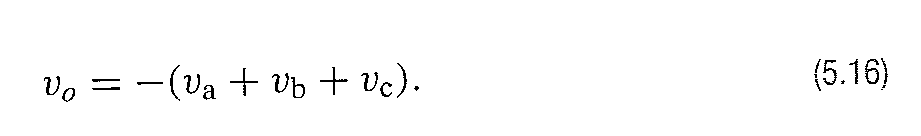 v_o = −(v_a + v_b + v_c). (5.16)